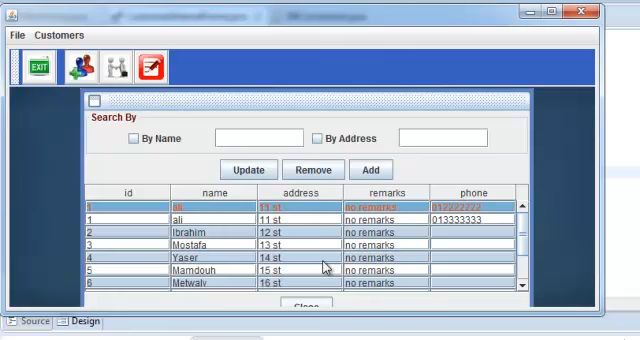 File Customers
EXIT
Search By
By Name By Address
Update Remove Add
id name address remarks phone
1 ali 11 st no remarks 012222222
1 ali 11 st no remarks 013333333
2 Ibrahim 12 st no remarks
3 Mostafa 13 st no remarks
4 Yaser 14 st no remarks
5 Mamdouh 15 st no remarks
6 Metwaly 16 st no remarks
Close
Source Design